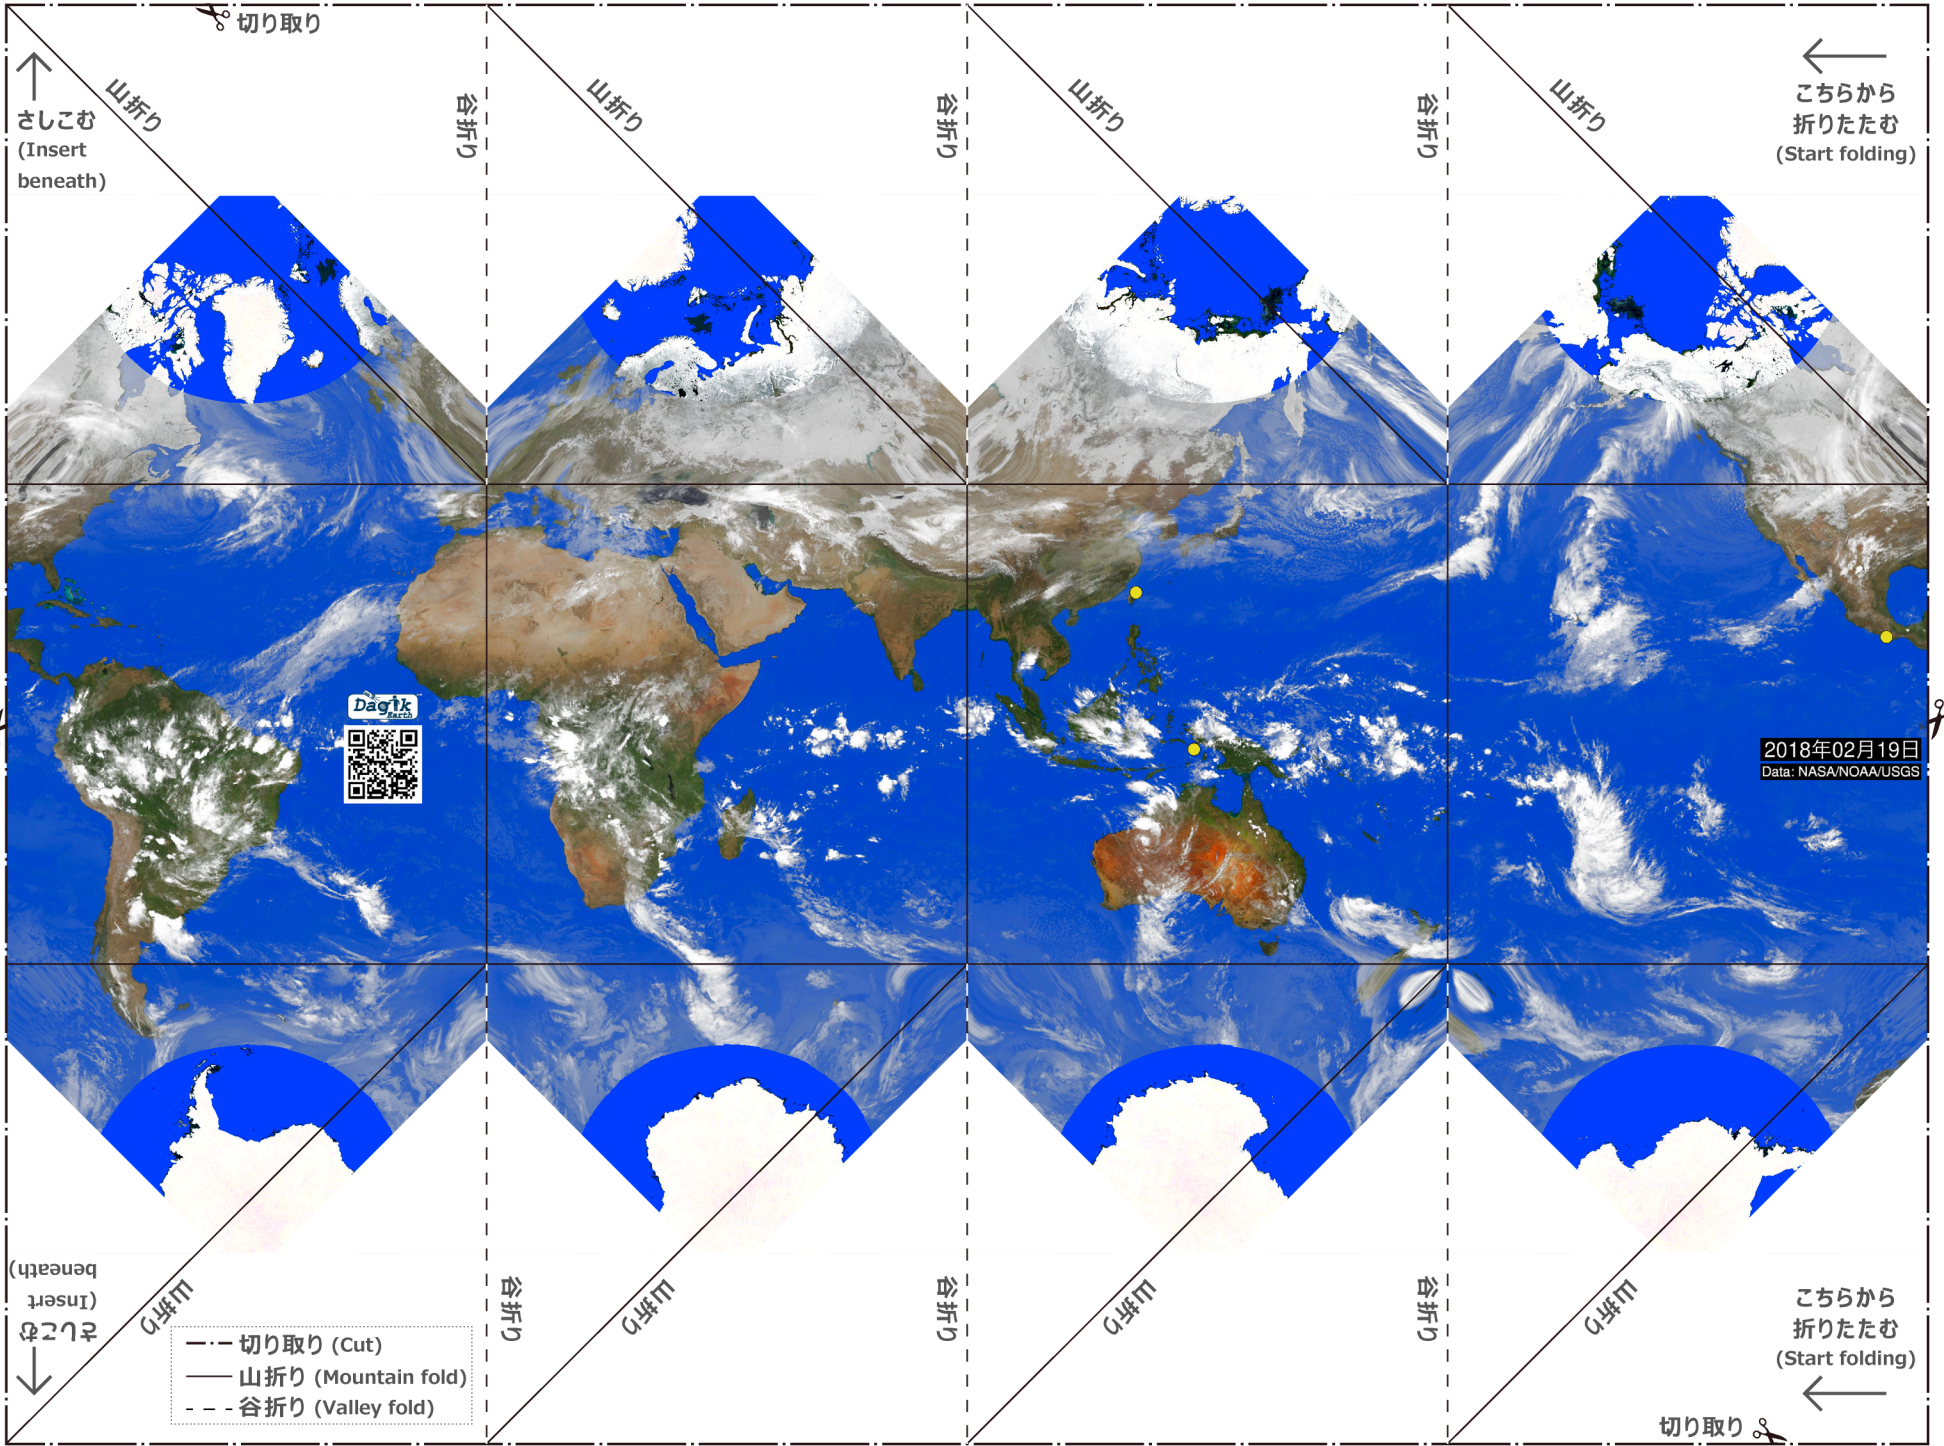 切り取り
山折り
谷折り
山折り
谷折り
山折り
谷折り
山折り
さしこむ
(Insert
beneath)
こちらから
折りたたむ
(Start folding)
Dagik
Earth
2018年02月19日
Data: NASA/NOAA/USGS
さしこむ
(Insert
beneath)
山折り
谷折り
山折り
谷折り
山折り
谷折り
山折り
こちらから
折りたたむ
(Start folding)
切り取り (Cut)
山折り (Mountain fold)
谷折り (Valley fold)
切り取り